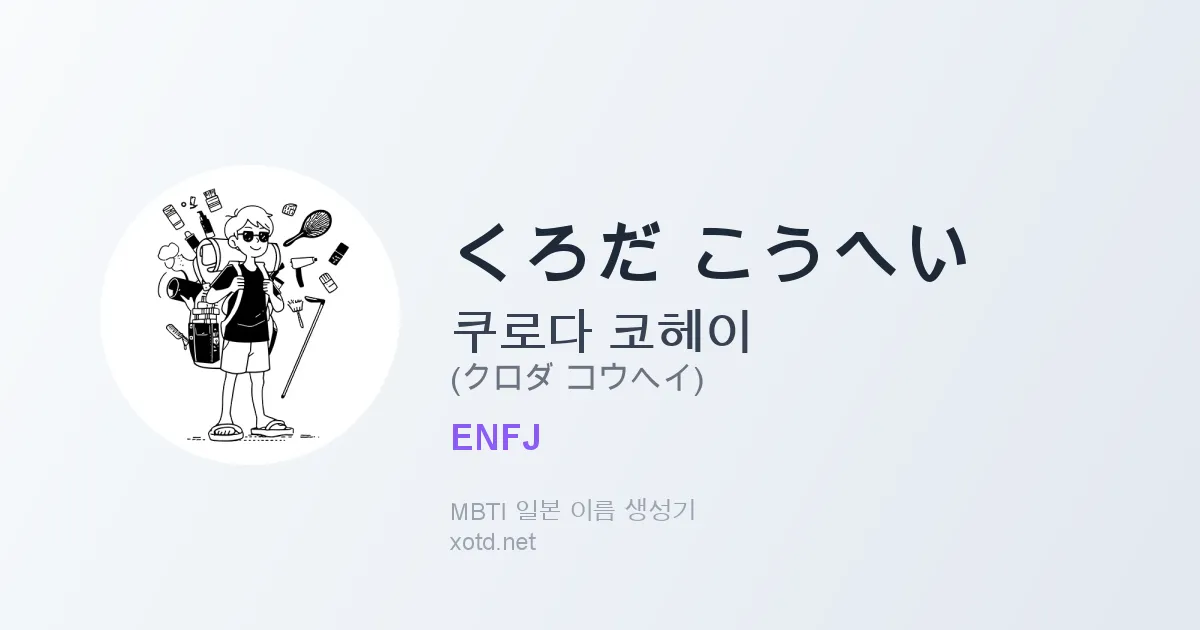 くろだ こうへい
쿠로다 코헤이
(クロダ コウヘイ)
ENFJ
MBTI 일본 이름 생성기
xotd.net